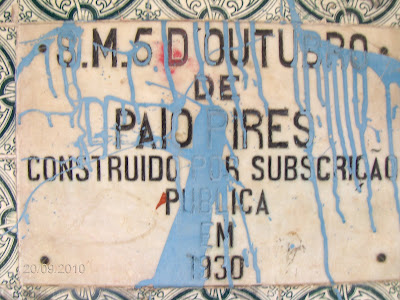 S.M.5 D'OUTUBRO
DE
PAIO PIRES
CONSTRUIDO POR SUBSCRIÇÃO
PUBLICA
EM
1930
20.09.2010